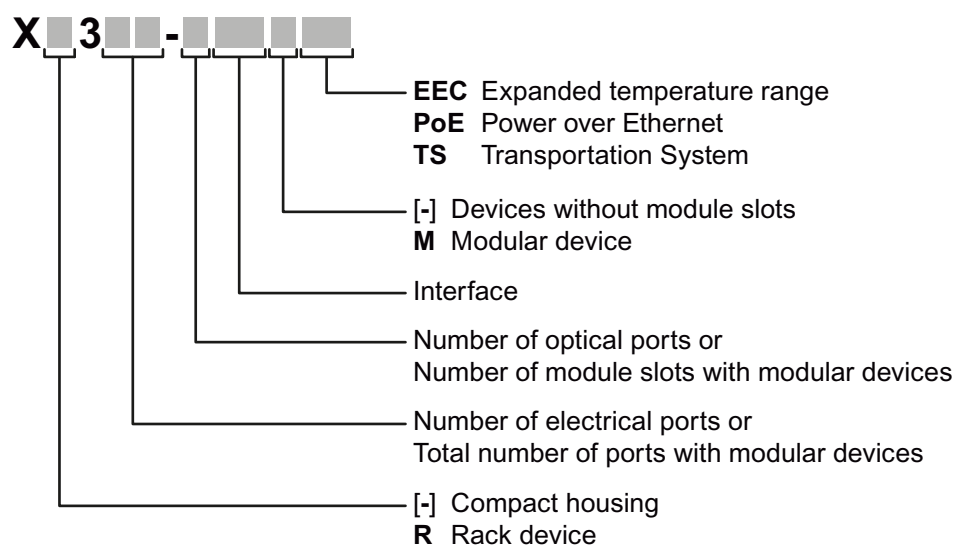 X 3 -
EEC Expanded temperature range
PoE Power over Ethernet
TS Transportation System
[-] Devices without module slots
M Modular device
Interface
Number of optical ports or
Number of module slots with modular devices
Number of electrical ports or
Total number of ports with modular devices
[-] Compact housing
R Rack device